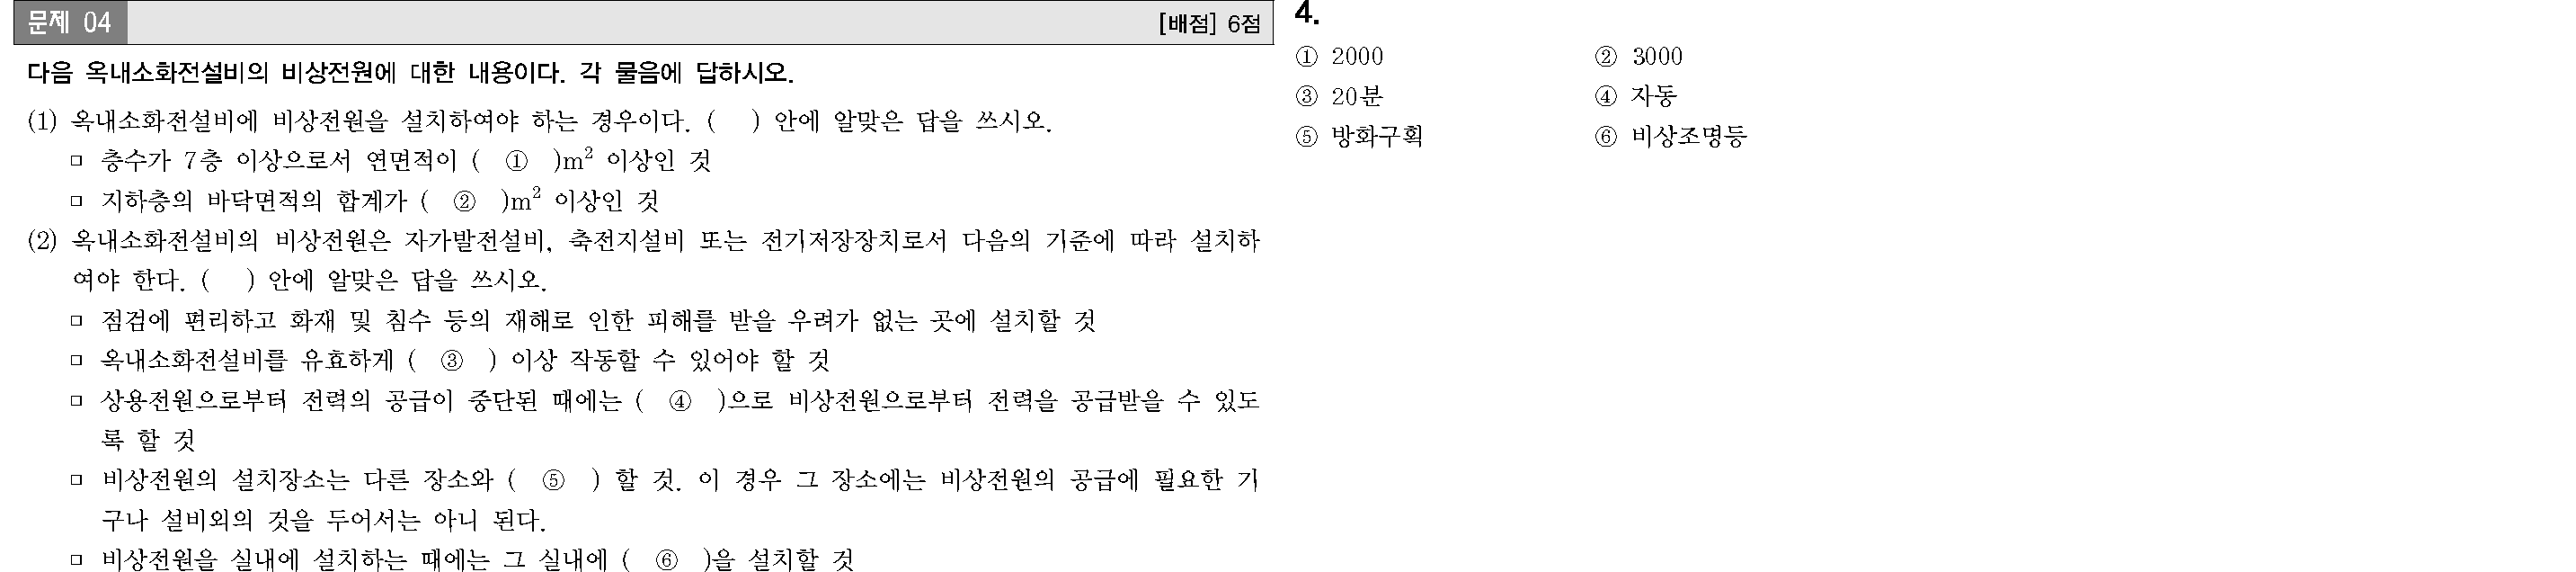 문제 04 [배점] 6점
다음 옥내소화전설비의 비상전원에 대한 내용이다. 각 물음에 답하시오.
(1) 옥내소화전설비에 비상전원을 설치하여야 하는 경우이다. ( ) 안에 알맞은 답을 쓰시오.
□ 층수가 7층 이상으로서 연면적이 ( ① )m² 이상인 것
□ 지하층의 바닥면적의 합계가 ( ② )m² 이상인 것
(2) 옥내소화전설비의 비상전원은 자가발전설비, 축전지설비 또는 전기저장장치로서 다음의 기준에 따라 설치하
여야 한다. ( ) 안에 알맞은 답을 쓰시오.
□ 점검에 편리하고 화재 및 침수 등의 재해로 인한 피해를 받을 우려가 없는 곳에 설치할 것
□ 옥내소화전설비를 유효하게 ( ③ ) 이상 작동할 수 있어야 할 것
□ 상용전원으로부터 전력의 공급이 중단된 때에는 ( ④ )으로 비상전원으로부터 전력을 공급받을 수 있도
록 할 것
□ 비상전원의 설치장소는 다른 장소와 ( ⑤ ) 할 것. 이 경우 그 장소에는 비상전원의 공급에 필요한 기
구나 설비외의 것을 두어서는 아니 된다.
□ 비상전원을 실내에 설치하는 때에는 그 실내에 ( ⑥ )을 설치할 것
4.
① 2000 ② 3000
③ 20분 ④ 자동
⑤ 방화구획 ⑥ 비상조명등